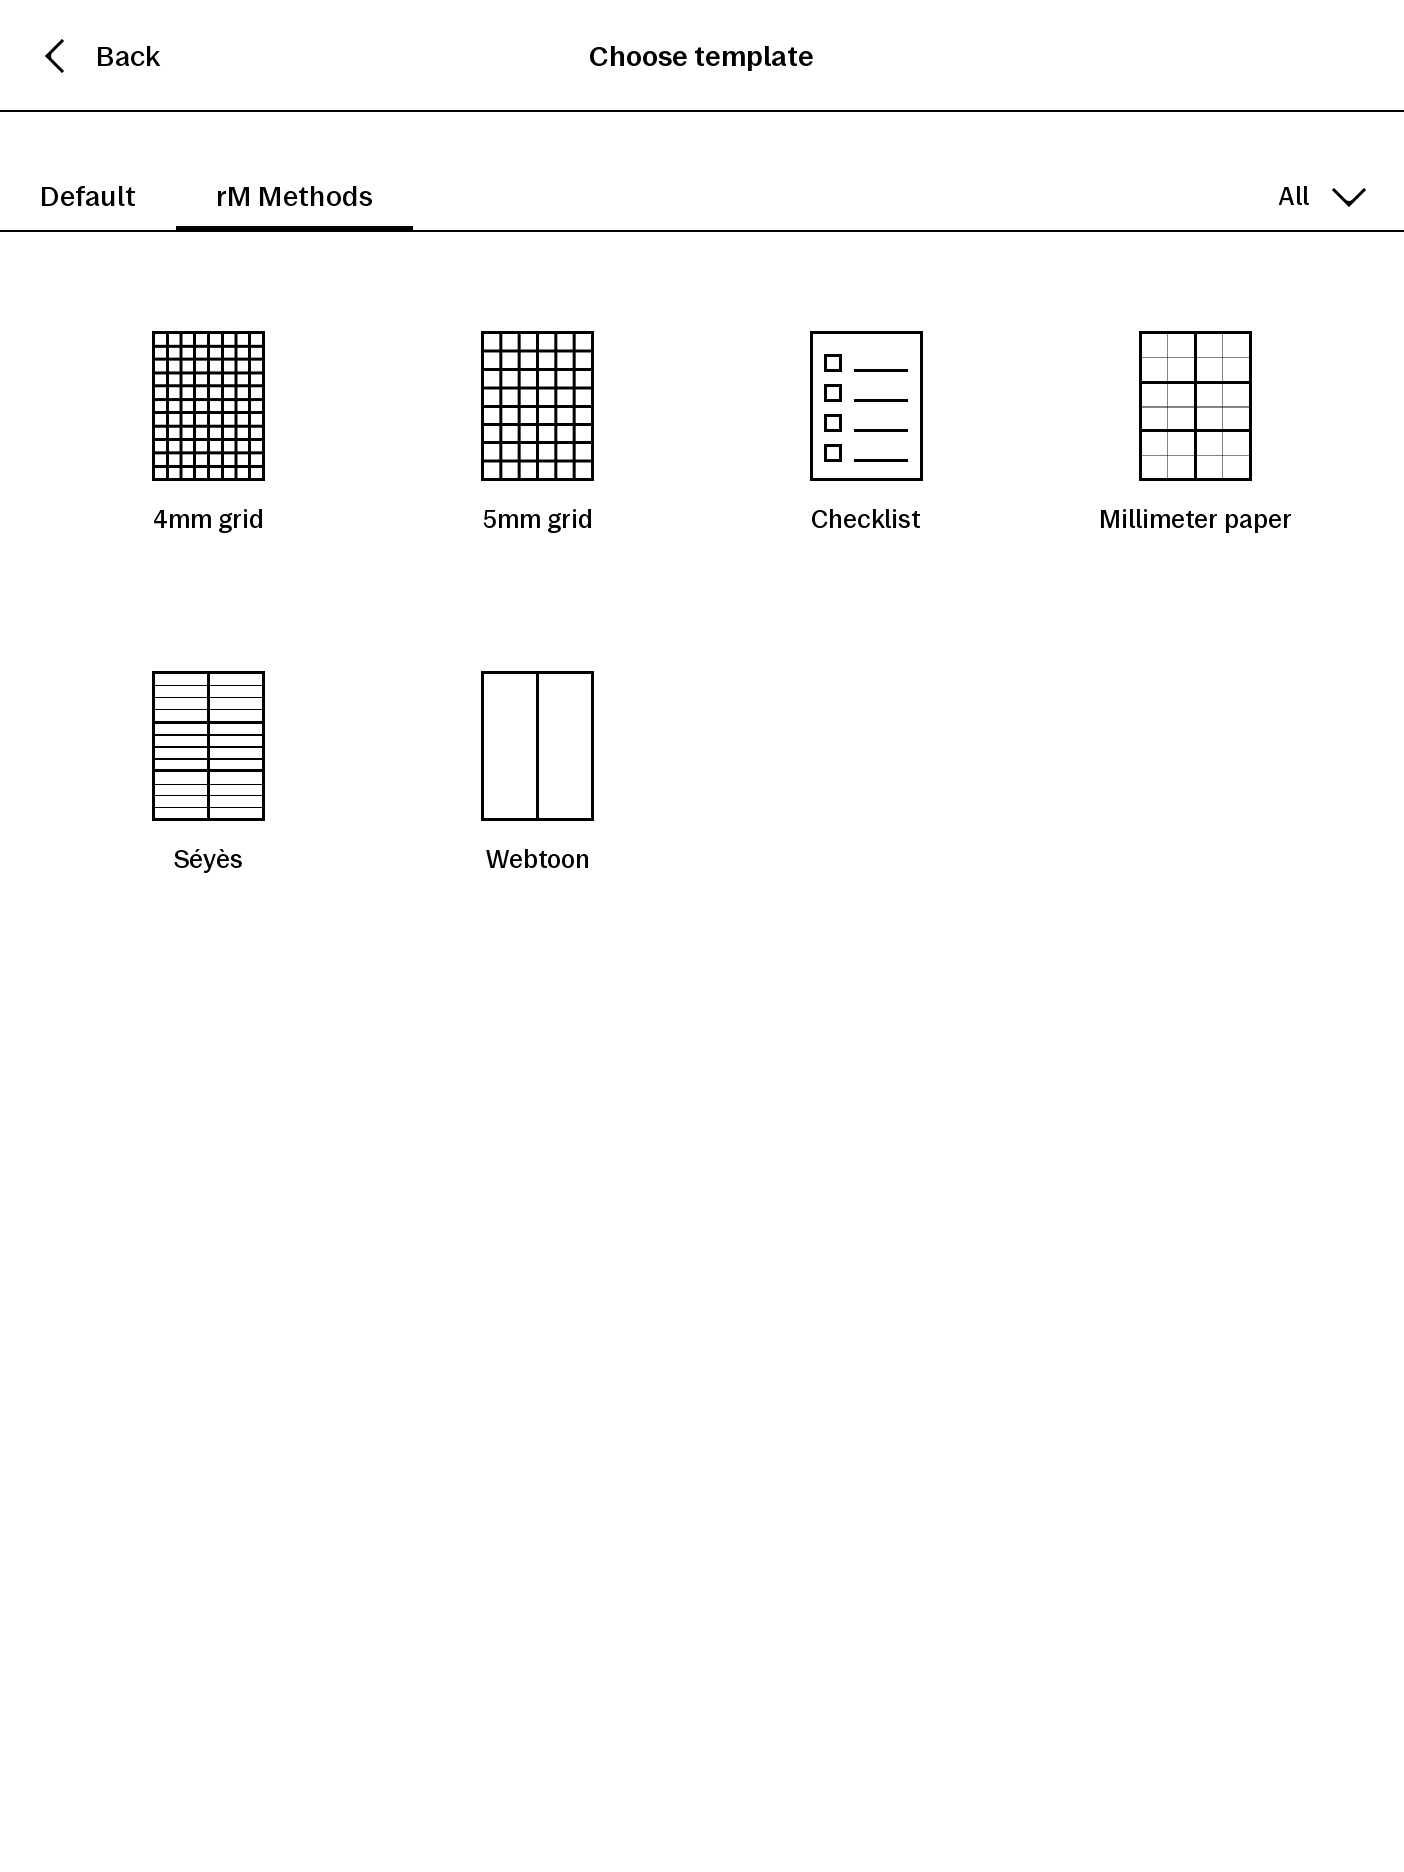 Back
Choose template
Default
rM Methods
All
4mm grid
5mm grid
Checklist
Millimeter paper
Séyès
Webtoon